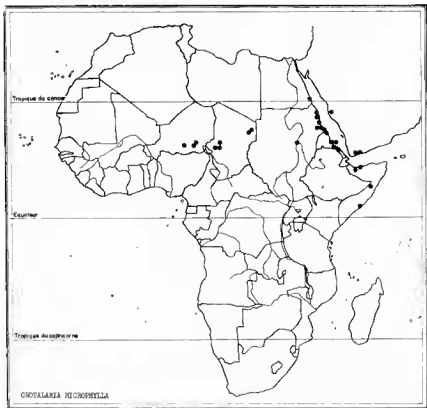 Tropique du cancer
Equateur
Tropique du capricorne
CROTALARIA MICROPHYLLA